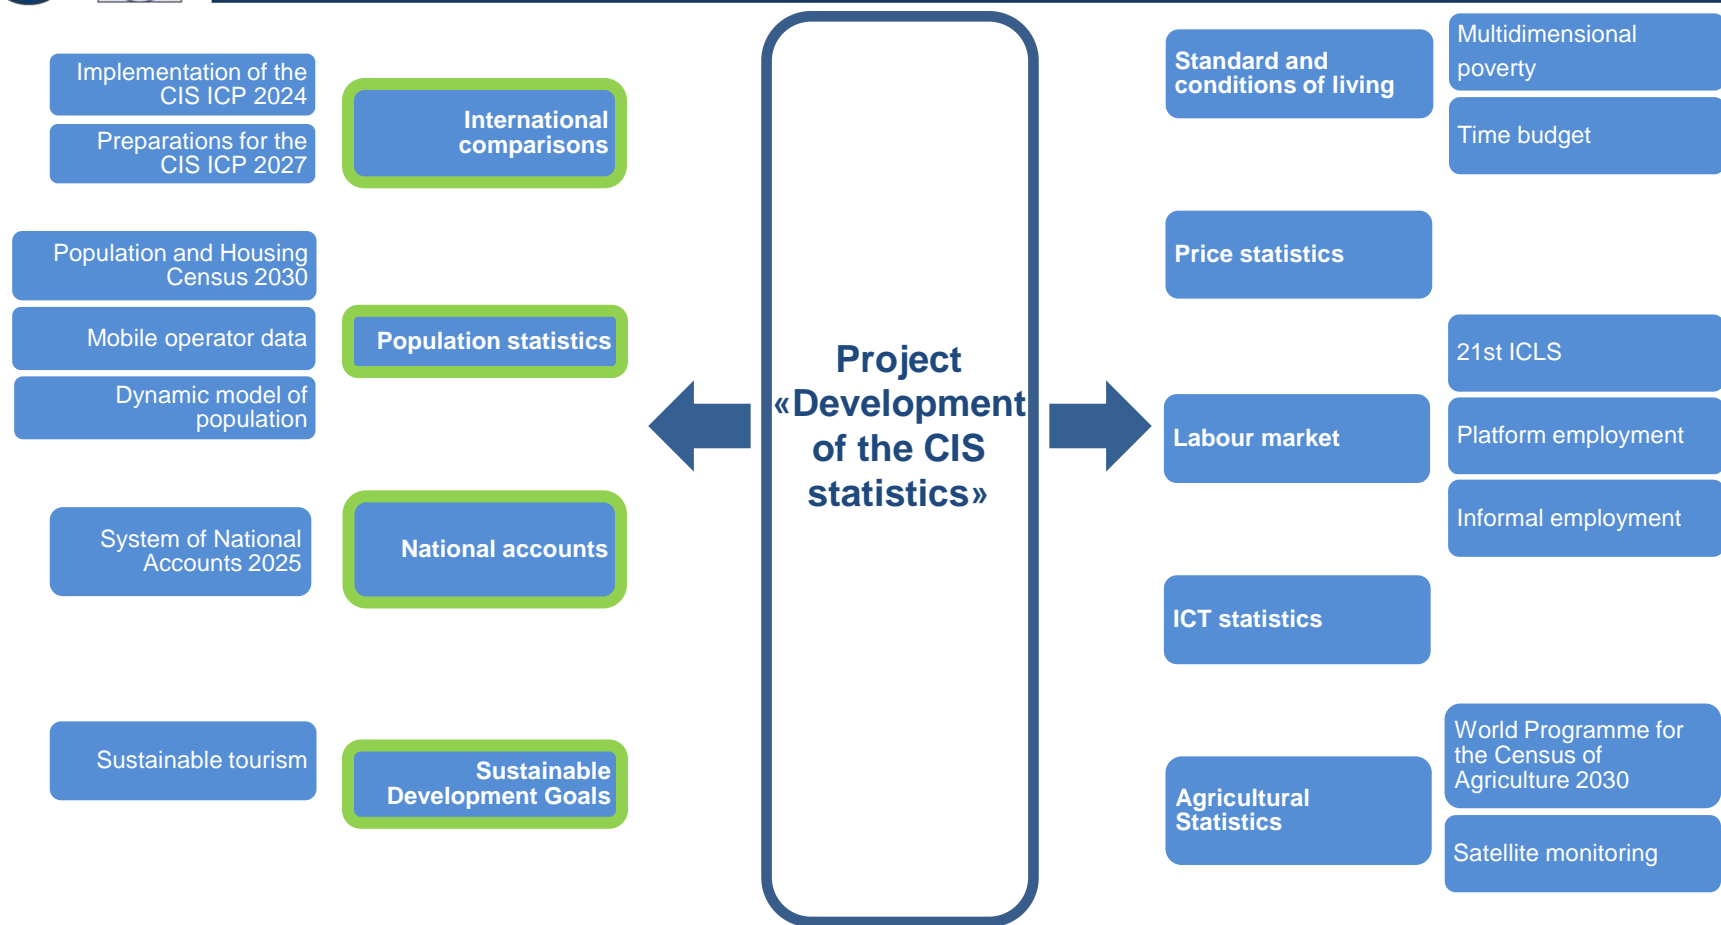 Implementation of the
CIS ICP 2024
Preparations for the
CIS ICP 2027
International
comparisons
Population and Housing
Census 2030
Mobile operator data
Dynamic model of
population
Population statistics
System of National
Accounts 2025
National accounts
Sustainable tourism
Sustainable
Development Goals
Project
«Development
of the CIS
statistics»
Standard and
conditions of living
Multidimensional
poverty
Time budget
Price statistics
Labour market
21st ICLS
Platform employment
Informal employment
ICT statistics
Agricultural
Statistics
World Programme for
the Census of
Agriculture 2030
Satellite monitoring